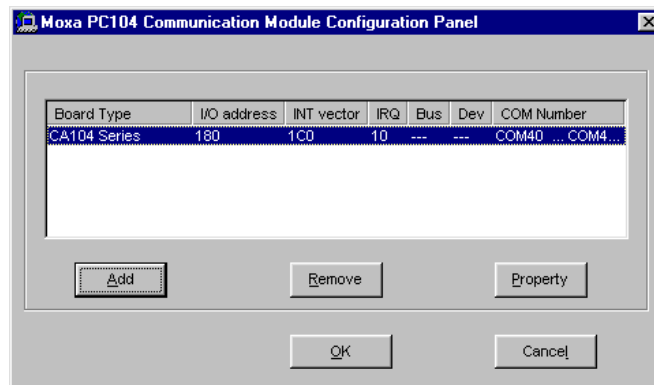 Moxa PC104 Communication Module Configuration Panel
Board Type I/O address INT vector IRQ Bus Dev COM Number
CA104 Series 180 1C0 10 --- --- COM40 ... COM4...
Add Remove Property
OK Cancel